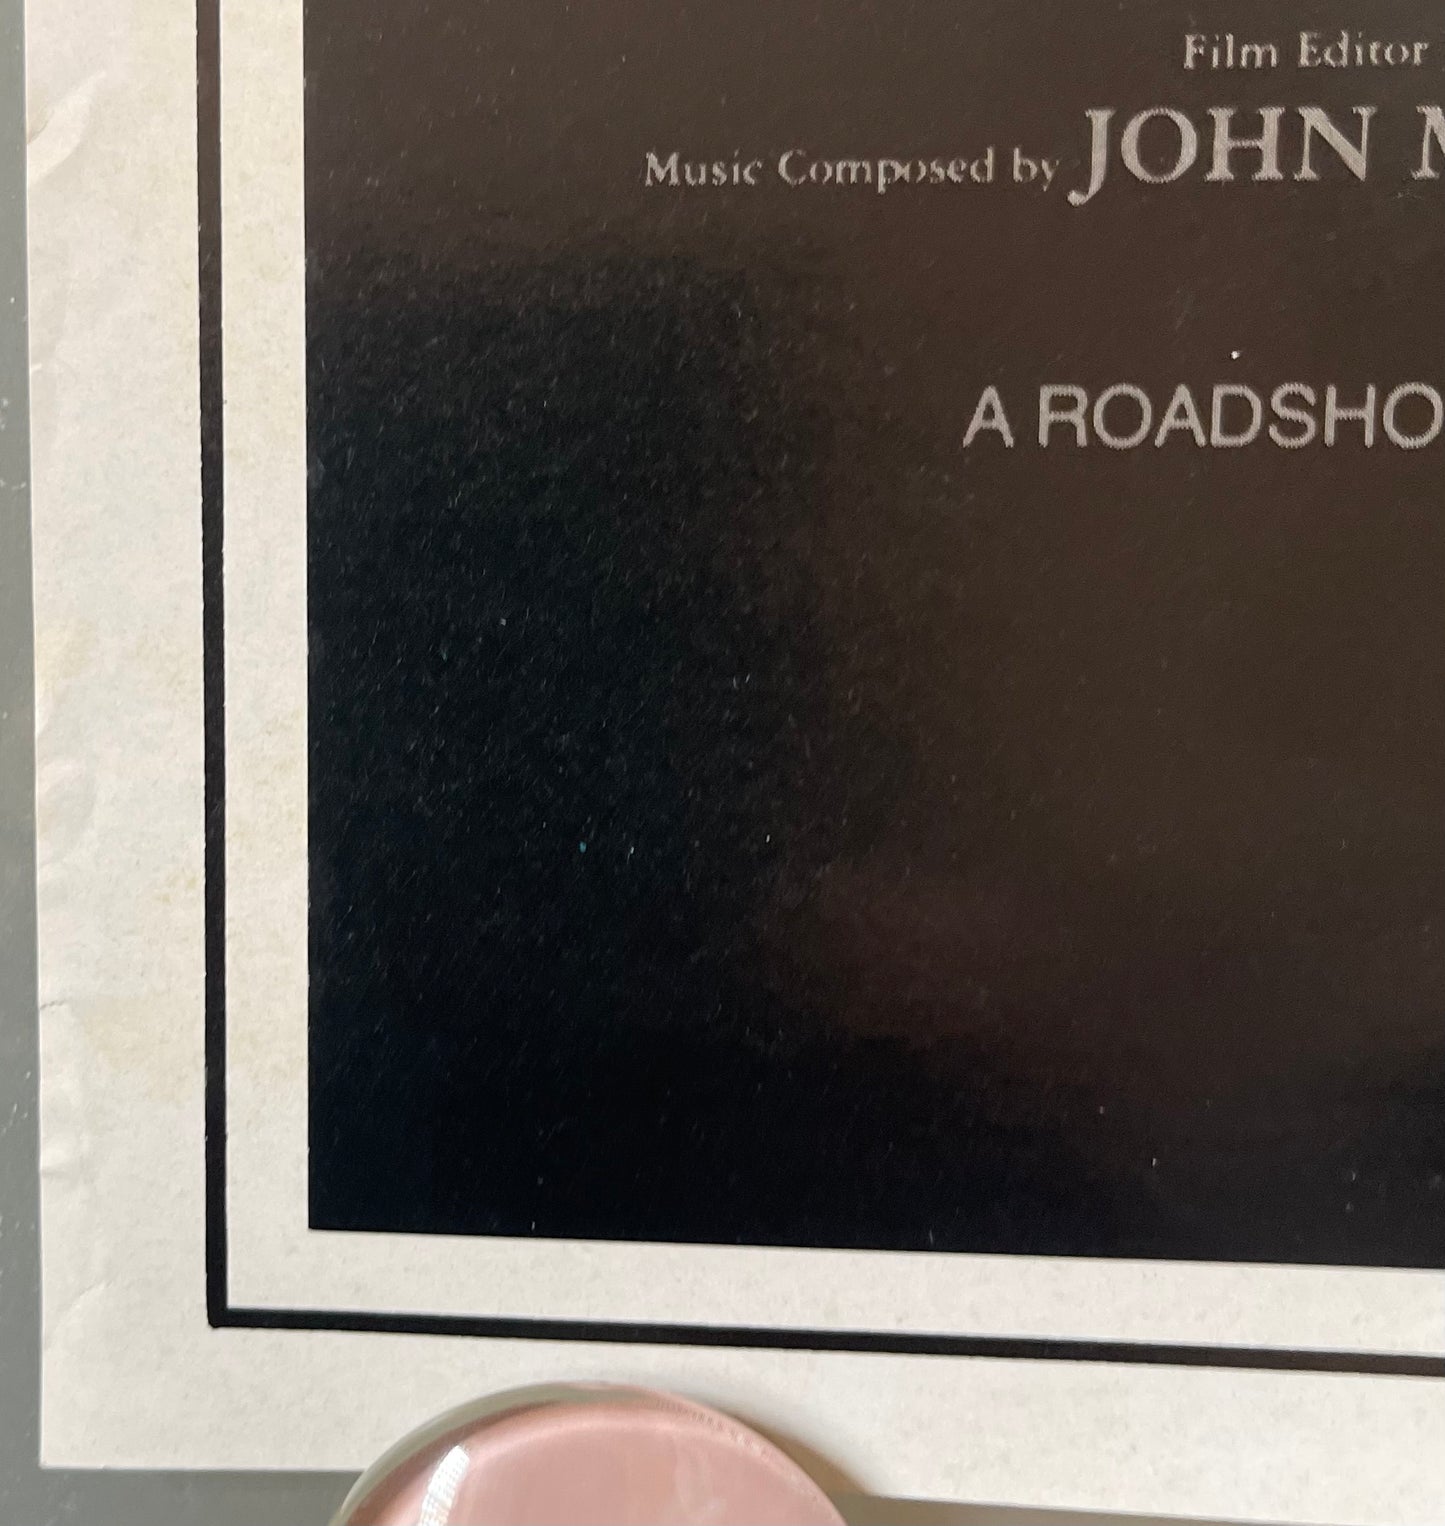 Film Editor
Music Composed by JOHN M
A ROADSHO